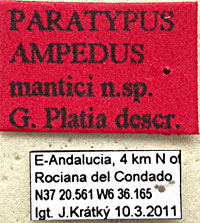 PARATYPUS
AMPEDUS
mantici n.sp.
G. Platia descr.
E-Andalucia, 4 km N of
Rociana del Condado
N37 20.561 W6 36.165
lgt. J.Krátký 10.3.2011